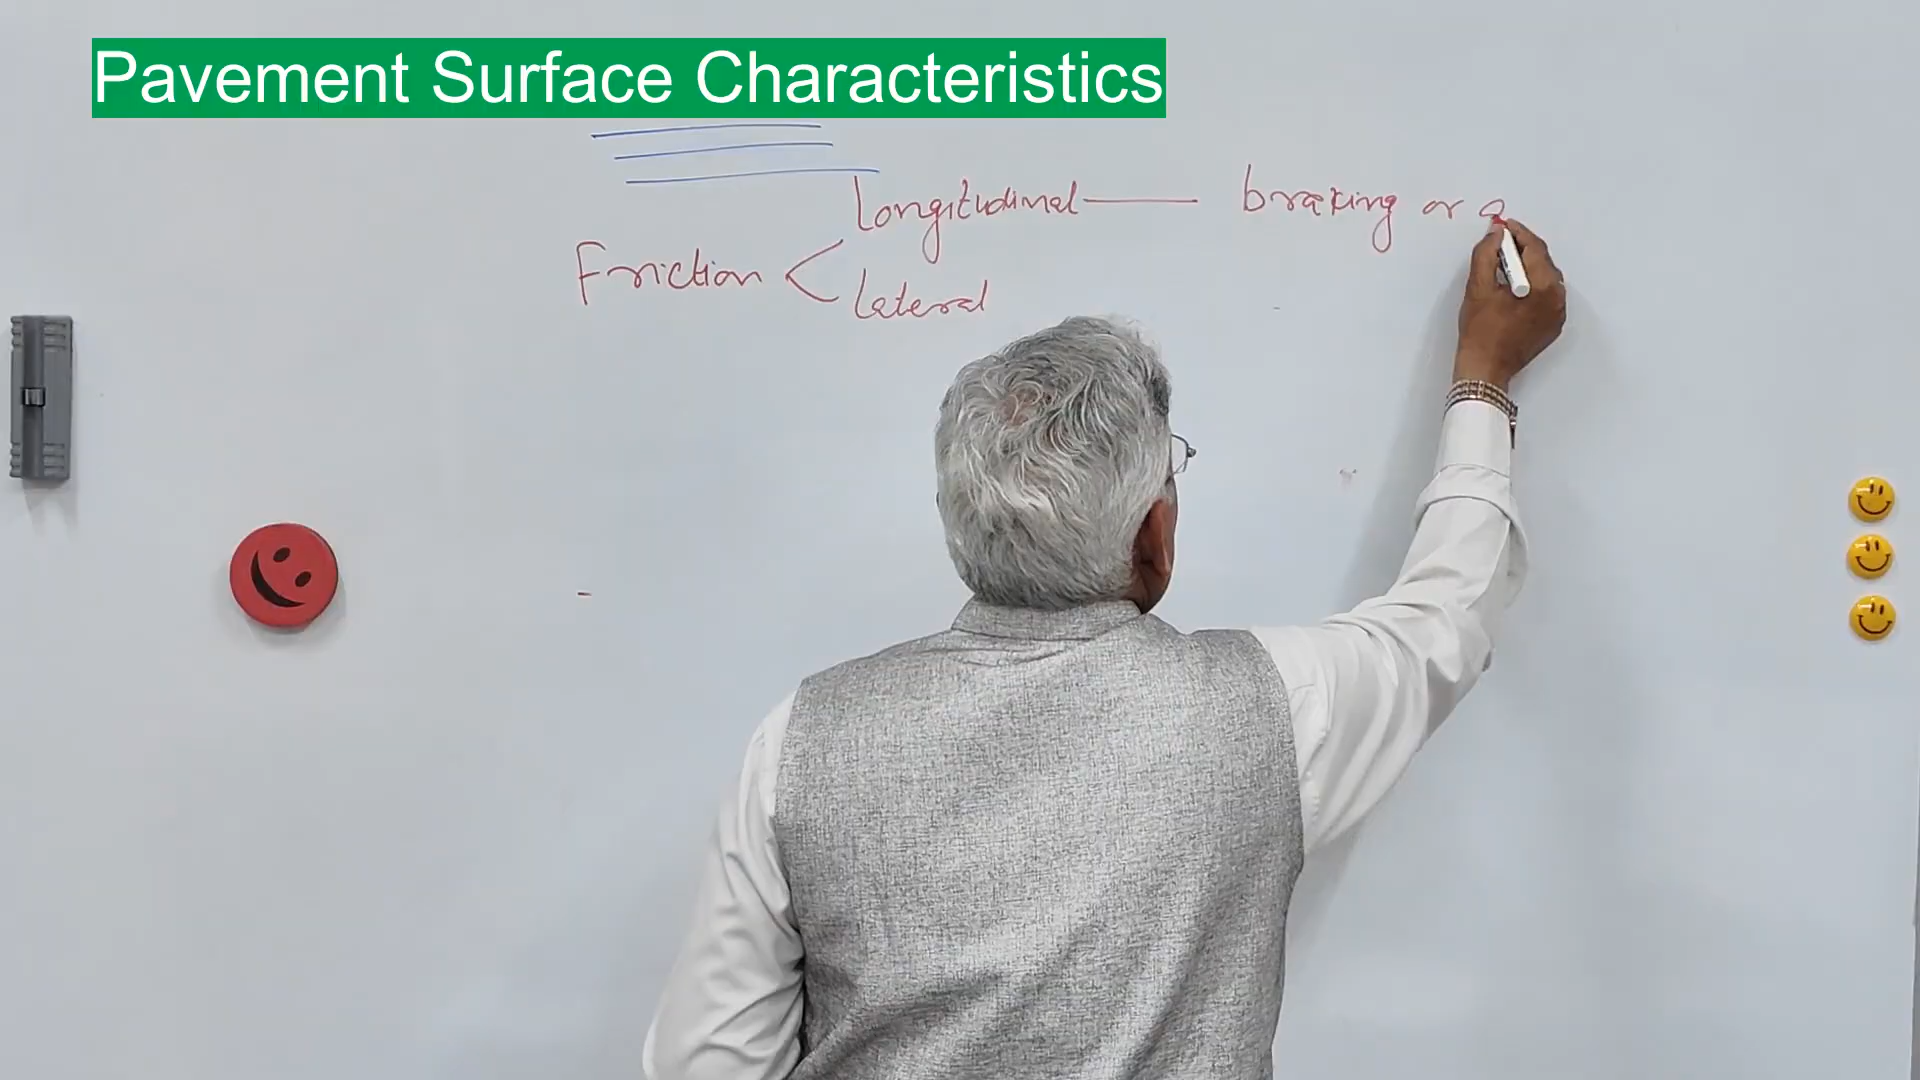 Pavement Surface Characteristics
Longitudinal — braking or a
Friction <
Lateral